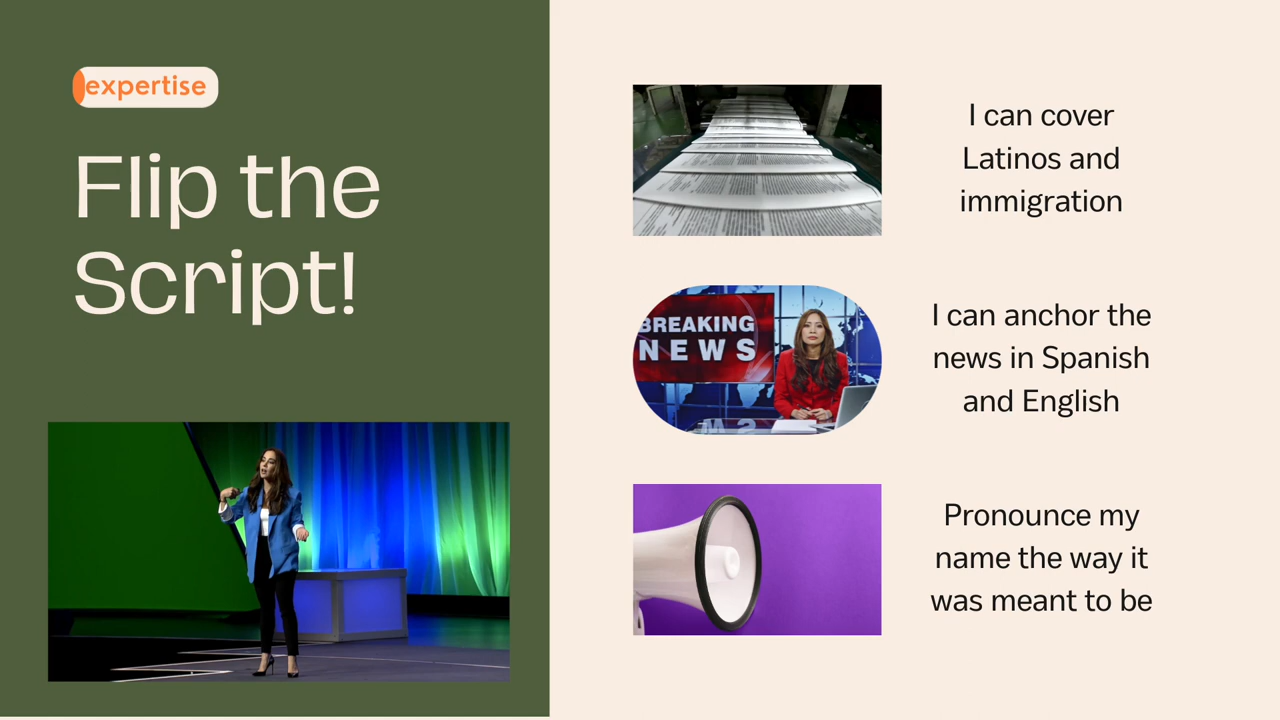 expertise
Flip the
Script!
I can cover
Latinos and
immigration
BREAKING
NEWS
I can anchor the
news in Spanish
and English
Pronounce my
name the way it
was meant to be